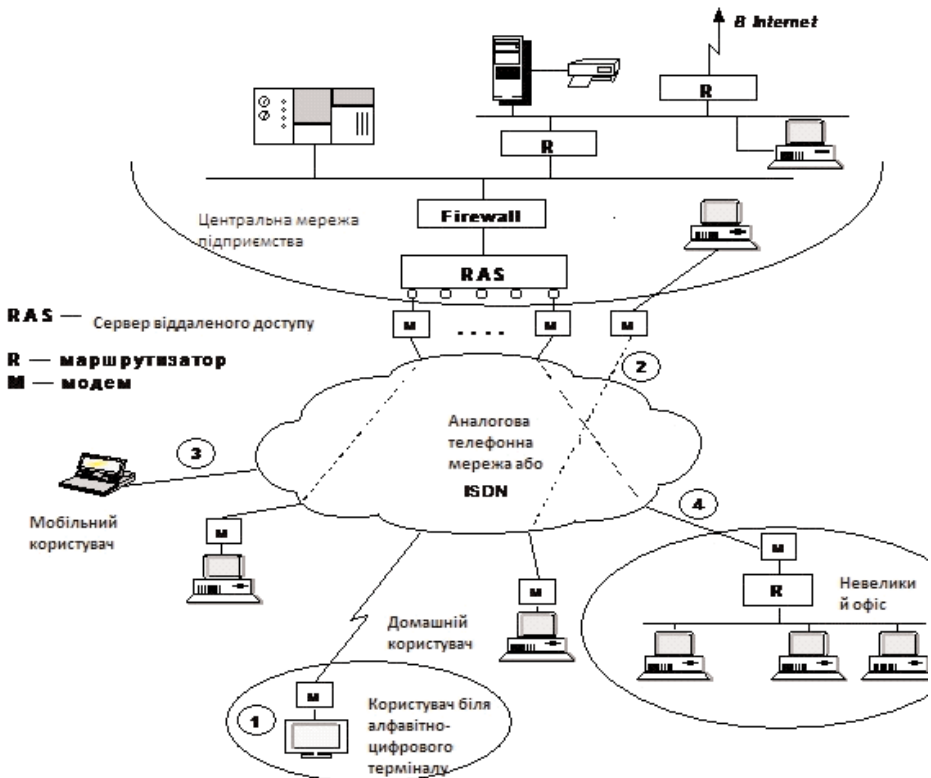 В Internet
R
R
Центральна мережа
підприємства
Firewall
RAS
RAS — Сервер віддаленого доступу
М
. . . .
М
М
R — маршрутизатор
М — модем
2
Аналогова
телефонна
мережа або
ISDN
3
4
Мобільний
користувач
М
М
М
R
Невелики
й офіс
Домашній
користувач
1
М
Користувач біля
алфавітно-
цифрового
терміналу